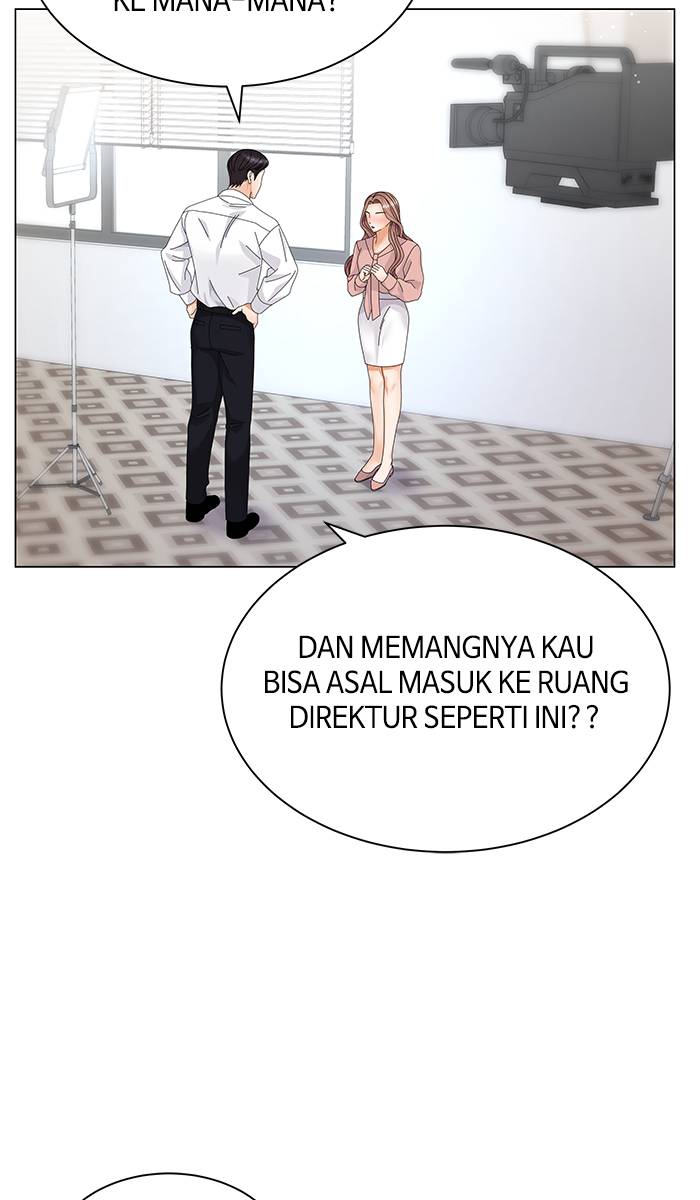 KE MANA-MANA?
DAN MEMANGNYA KAU
BISA ASAL MASUK KE RUANG
DIREKTUR SEPERTI INI??